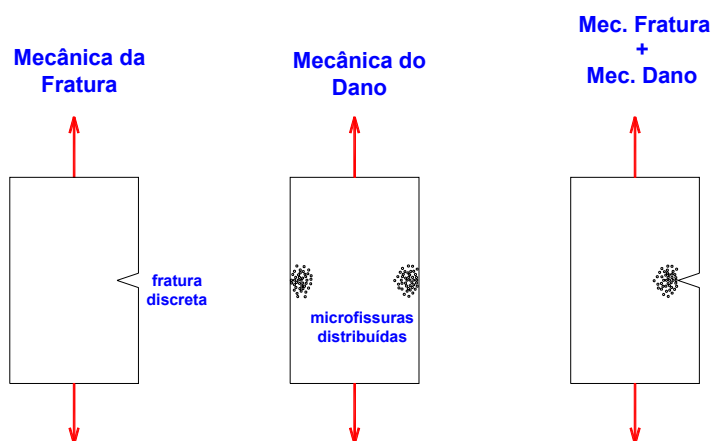 Mecânica da
Fratura
Mecânica do
Dano
Mec. Fratura
+
Mec. Dano
fratura
discreta
microfissuras
distribuídas